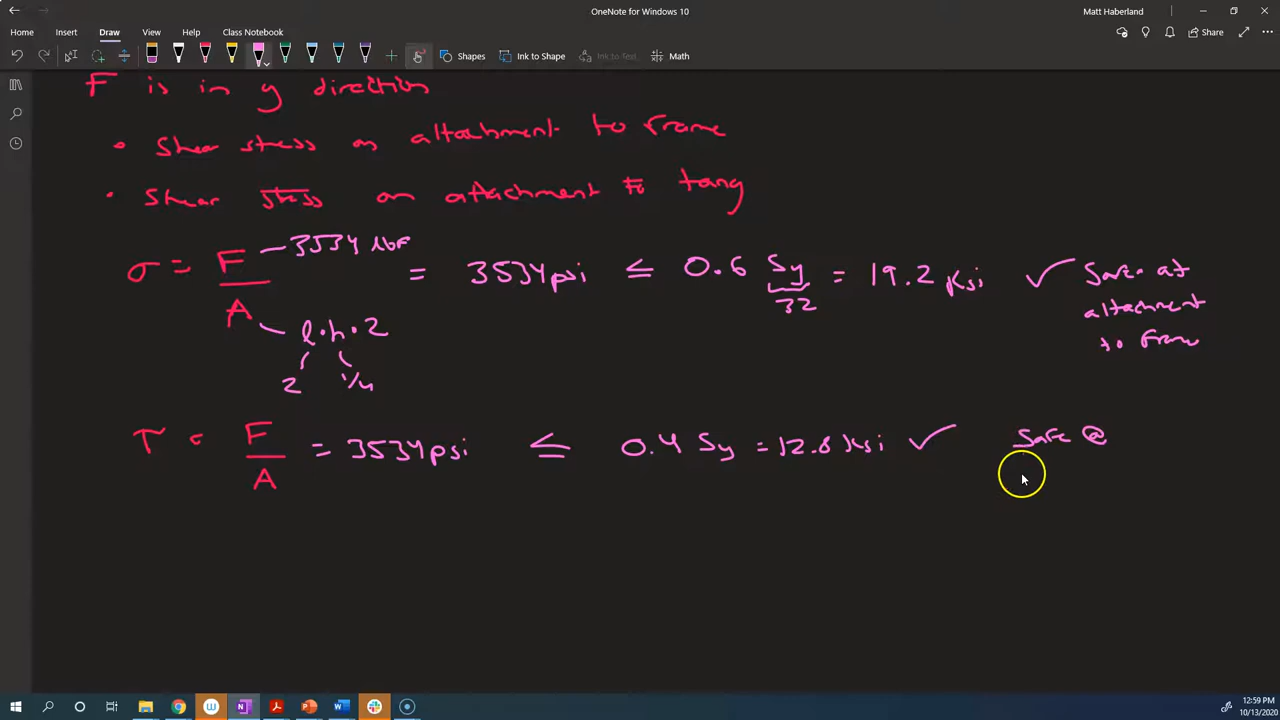 OneNote for Windows 10
Matt Haberland
Home Insert Draw View Help Class Notebook
Shapes Ink to Shape Ink to Text Math Share
F is in y direction
• Shear stress on attachment to frame
• Shear stress on attachment to tang
σ = F/A = 3534 psi ≤ 0.6 Sy = 19.2 ksi ✓ Safe at
3534 lbf
32
attachment
to frame
l·h·2
2 1/4
τ = F/A = 3534 psi ≤ 0.4 Sy = 12.8 ksi ✓ Safe @
12:59 PM
10/13/2020